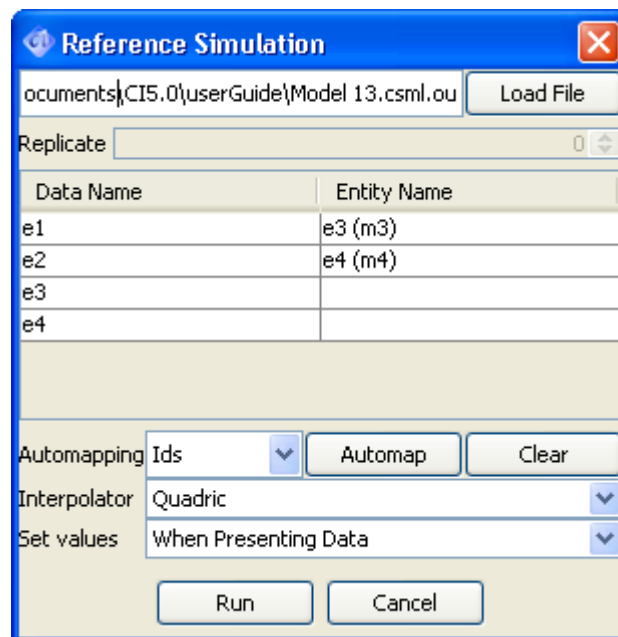 Reference Simulation
ocuments\CI5.0\userGuide\Model 13.csml.ou Load File
Replicate 0
Data Name Entity Name
e1 e3 (m3)
e2 e4 (m4)
e3
e4
Automapping Ids Automap Clear
Interpolator Quadric
Set values When Presenting Data
Run Cancel